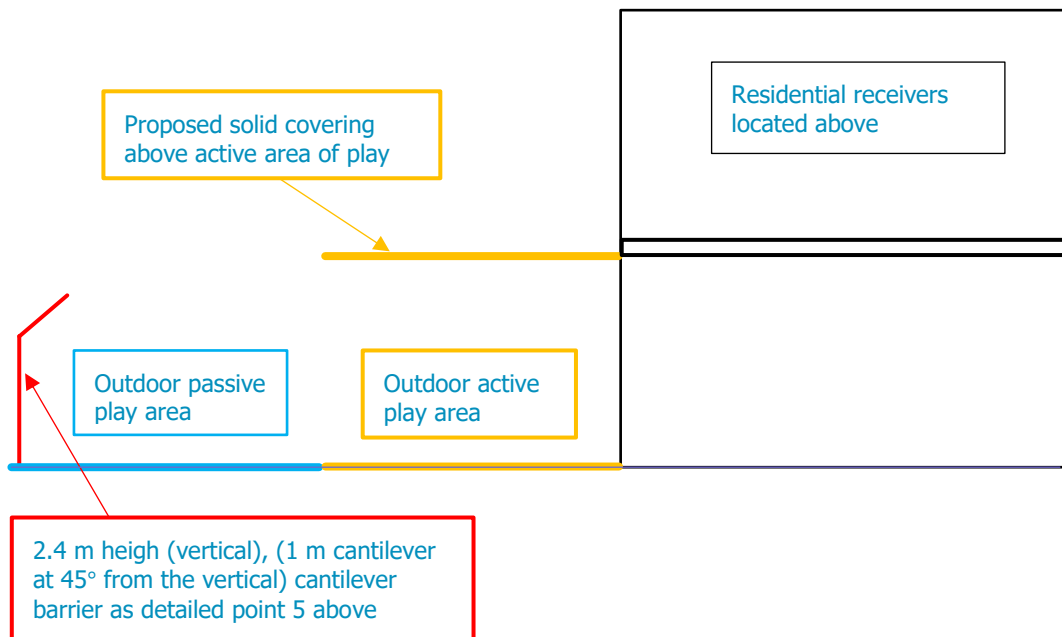 Proposed solid covering
above active area of play
Residential receivers
located above
Outdoor passive
play area
Outdoor active
play area
2.4 m heigh (vertical), (1 m cantilever
at 45° from the vertical) cantilever
barrier as detailed point 5 above